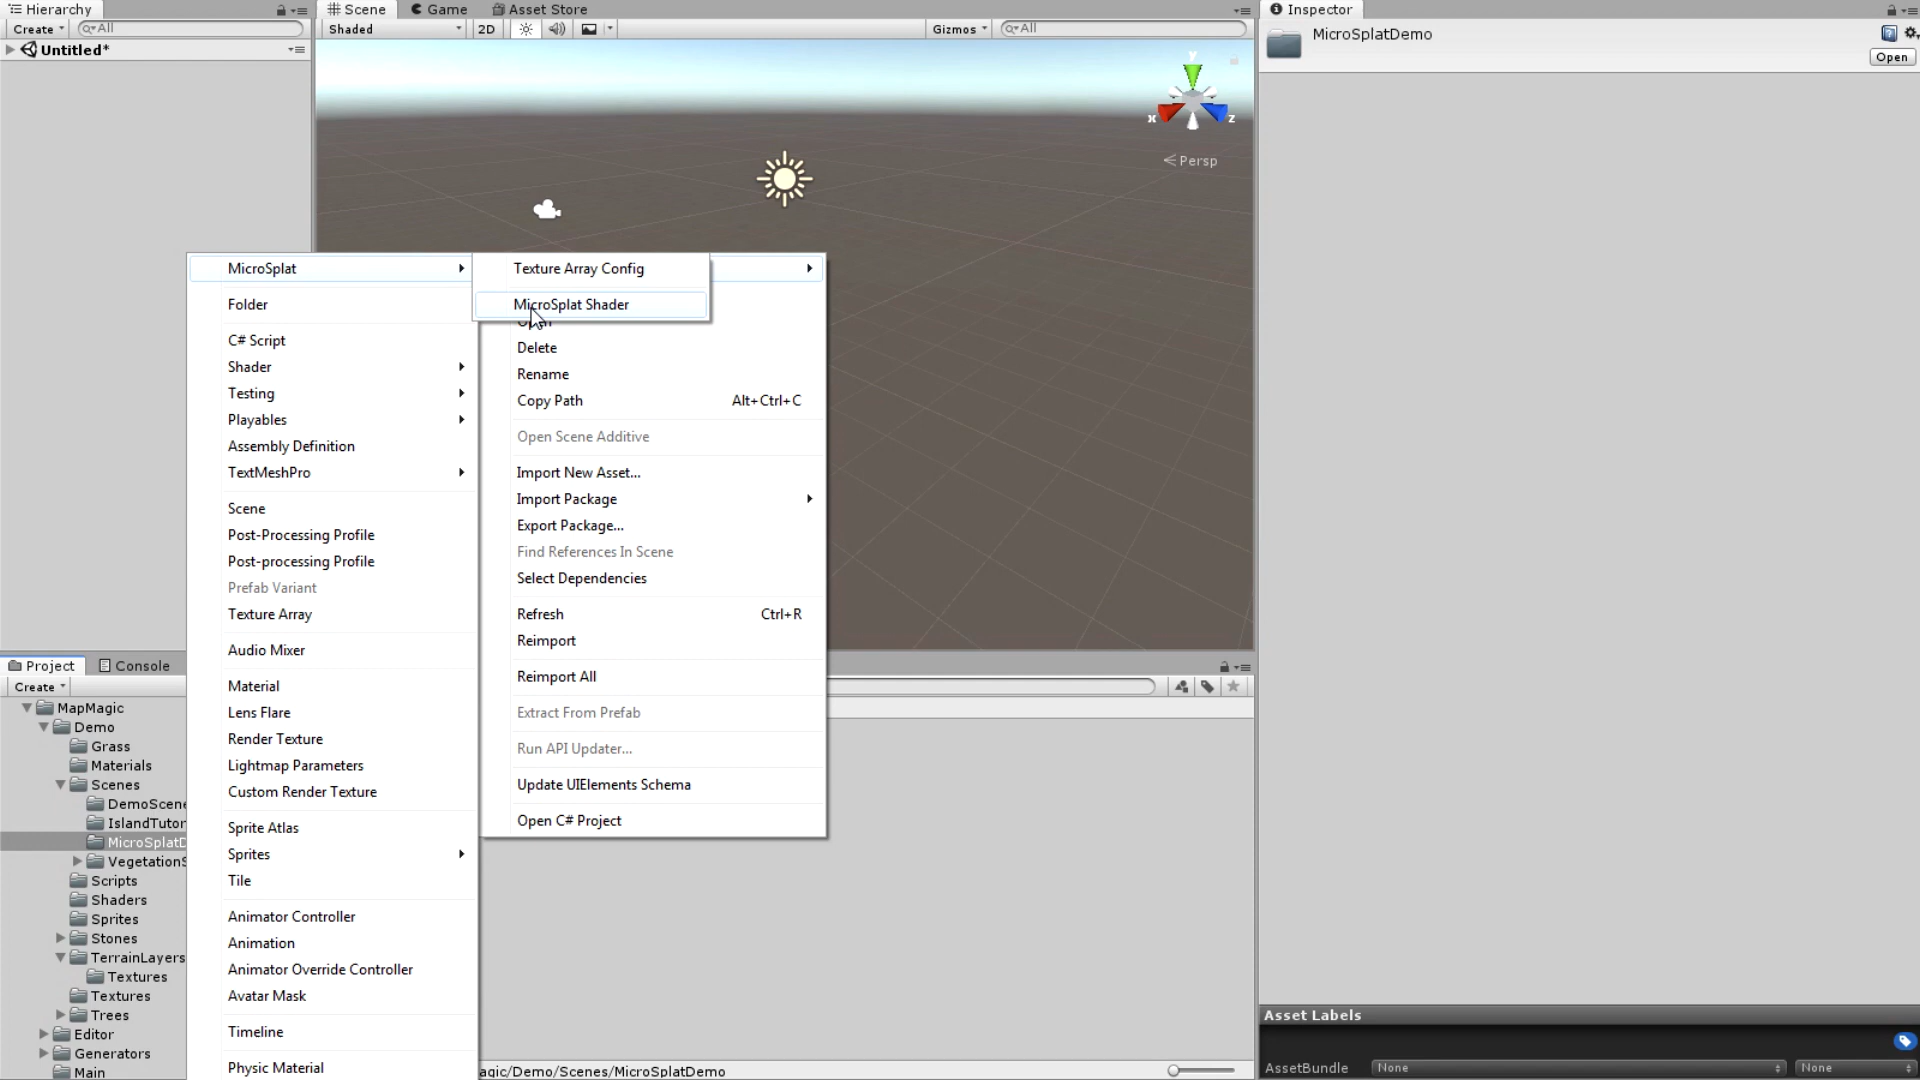 Hierarchy
Scene
Game
Asset Store
Inspector
Create
All
Shaded
2D
Gizmos
All
MicroSplatDemo
Open
Untitled*
Y
X
Z
Persp
MicroSplat
Folder
C# Script
Shader
Testing
Playables
Assembly Definition
TextMeshPro
Scene
Post-Processing Profile
Post-processing Profile
Prefab Variant
Texture Array
Audio Mixer
Material
Lens Flare
Render Texture
Lightmap Parameters
Custom Render Texture
Sprite Atlas
Sprites
Tile
Animator Controller
Animation
Animator Override Controller
Avatar Mask
Timeline
Physic Material
Texture Array Config
MicroSplat Shader
Delete
Rename
Copy Path Alt+Ctrl+C
Open Scene Additive
Import New Asset...
Import Package
Export Package...
Find References In Scene
Select Dependencies
Refresh Ctrl+R
Reimport
Reimport All
Extract From Prefab
Run API Updater...
Update UIElements Schema
Open C# Project
Project
Console
Create
MapMagic
Demo
Grass
Materials
Scenes
DemoScene
IslandTutor
MicroSplatD
VegetationS
Scripts
Shaders
Sprites
Stones
TerrainLayers
Textures
Textures
Trees
Editor
Generators
Main
agic/Demo/Scenes/MicroSplatDemo
Asset Labels
AssetBundle None None